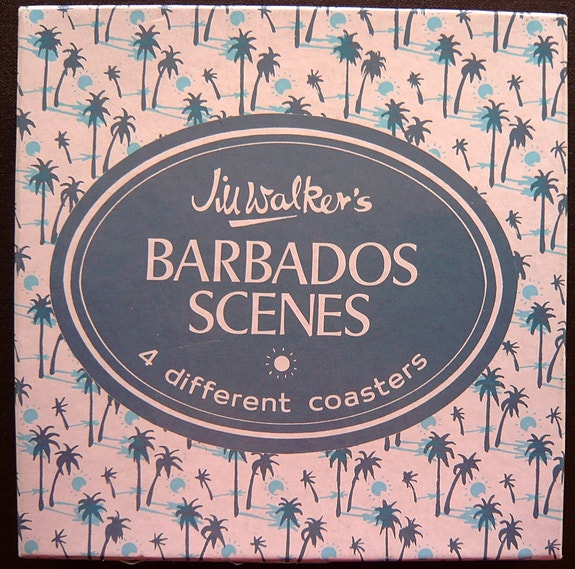 Jill Walker's
BARBADOS
SCENES
4 different coasters